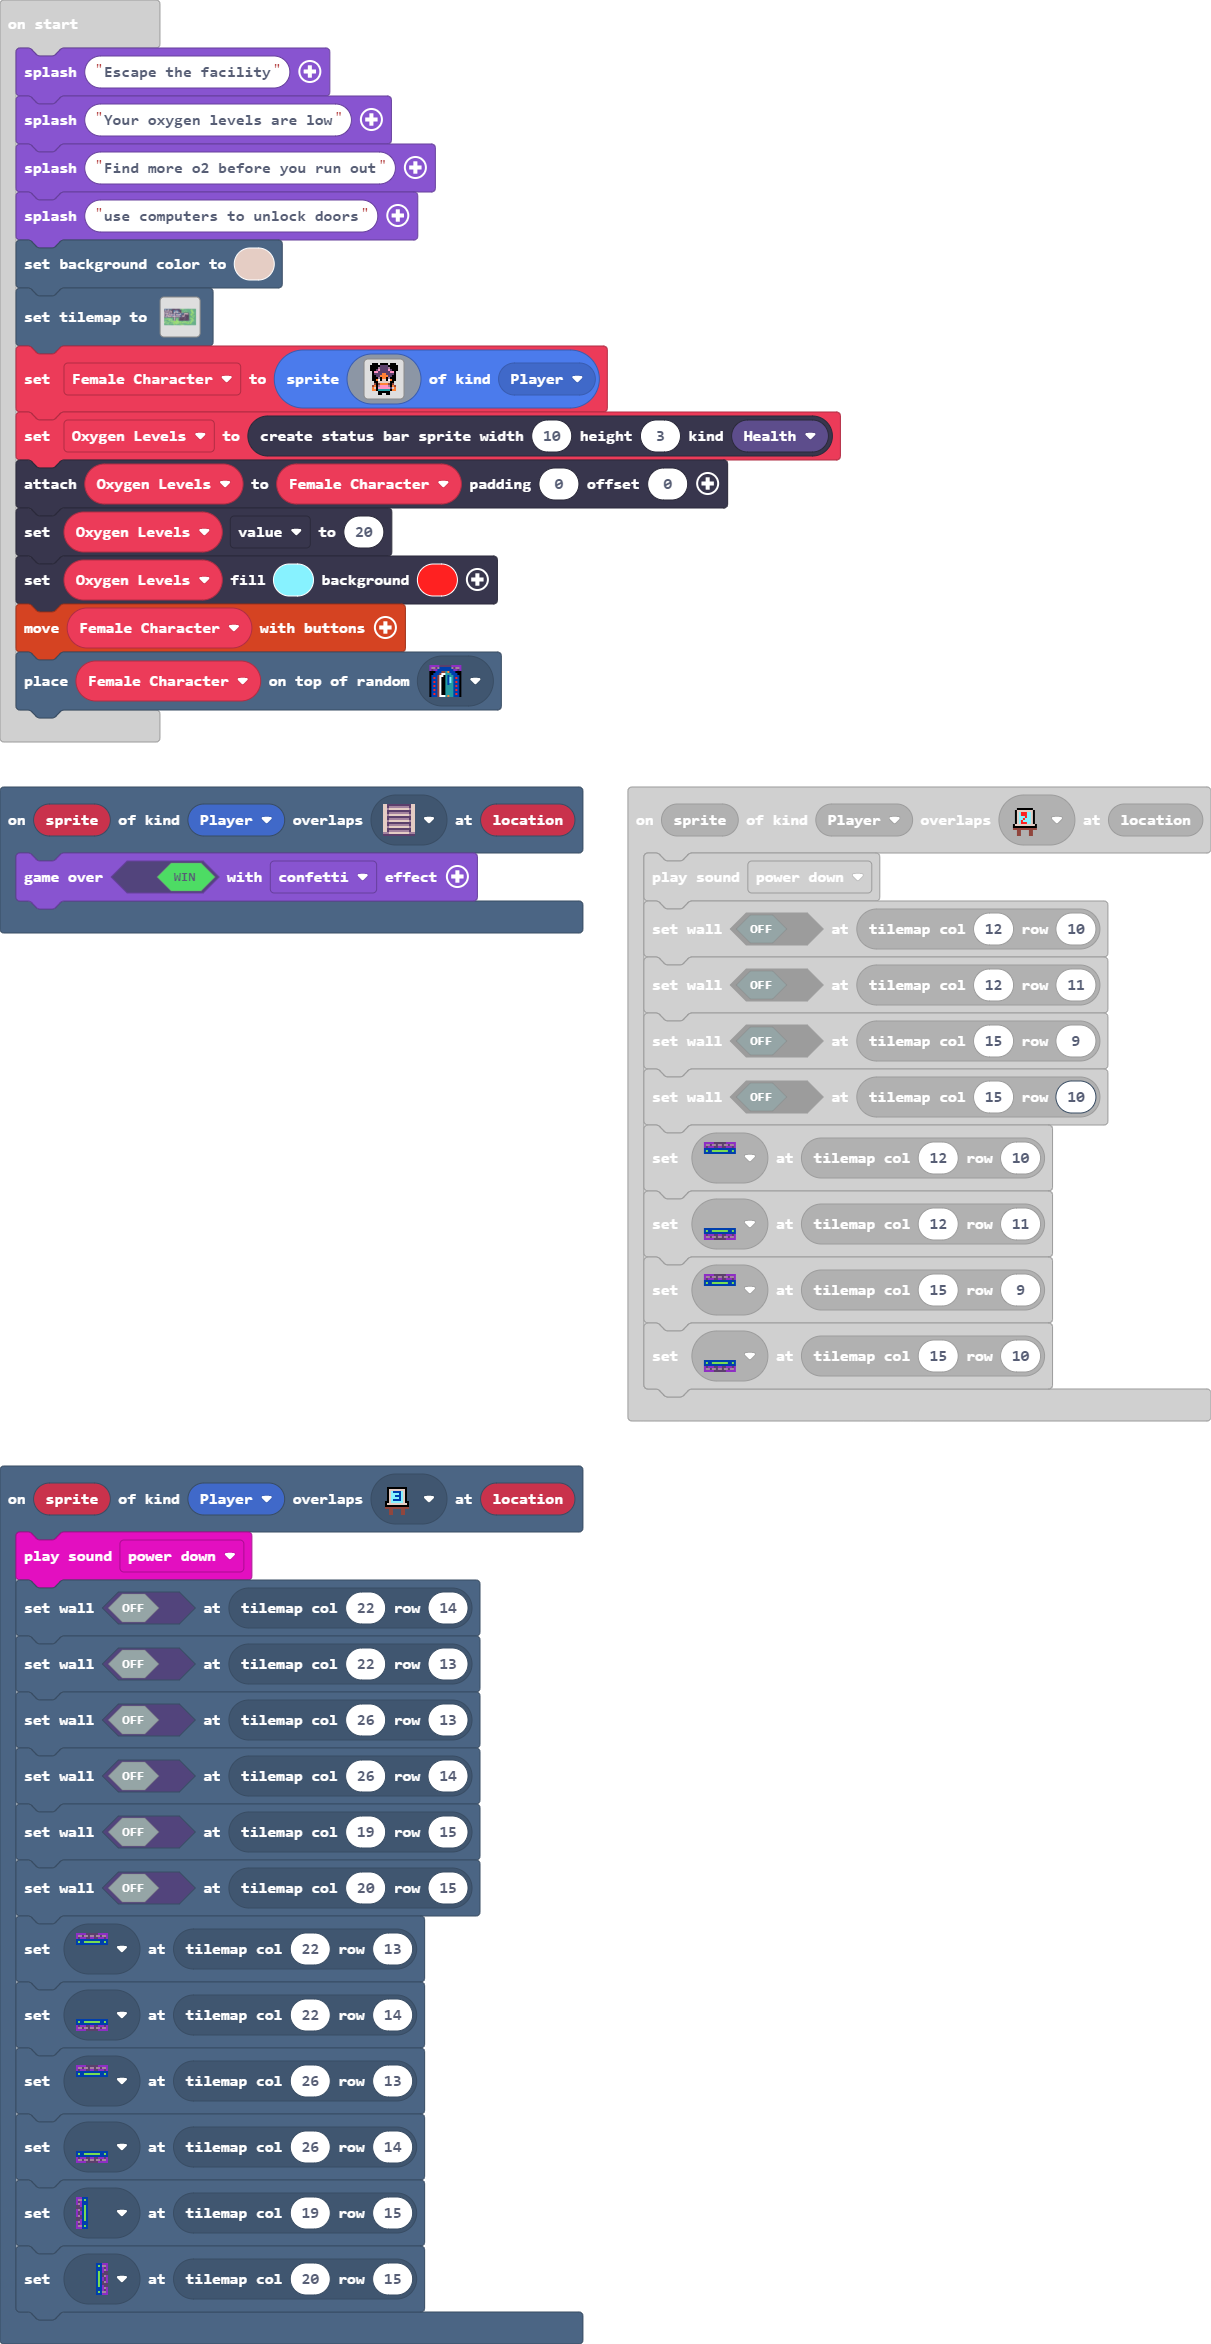 on start
splash "Escape the facility"
splash "Your oxygen levels are low"
splash "Find more o2 before you run out"
splash "use computers to unlock doors"
set background color to
set tilemap to
set Female Character to sprite of kind Player
set Oxygen Levels to create status bar sprite width 10 height 3 kind Health
attach Oxygen Levels to Female Character padding 0 offset 0
set Oxygen Levels value to 20
set Oxygen Levels fill background
move Female Character with buttons
place Female Character on top of random
on sprite of kind Player overlaps at location
game over WIN with confetti effect
on sprite of kind Player overlaps 2 at location
play sound power down
set wall OFF at tilemap col 12 row 10
set wall OFF at tilemap col 12 row 11
set wall OFF at tilemap col 15 row 9
set wall OFF at tilemap col 15 row 10
set at tilemap col 12 row 10
set at tilemap col 12 row 11
set at tilemap col 15 row 9
set at tilemap col 15 row 10
on sprite of kind Player overlaps 3 at location
play sound power down
set wall OFF at tilemap col 22 row 14
set wall OFF at tilemap col 22 row 13
set wall OFF at tilemap col 26 row 13
set wall OFF at tilemap col 26 row 14
set wall OFF at tilemap col 19 row 15
set wall OFF at tilemap col 20 row 15
set at tilemap col 22 row 13
set at tilemap col 22 row 14
set at tilemap col 26 row 13
set at tilemap col 26 row 14
set at tilemap col 19 row 15
set at tilemap col 20 row 15